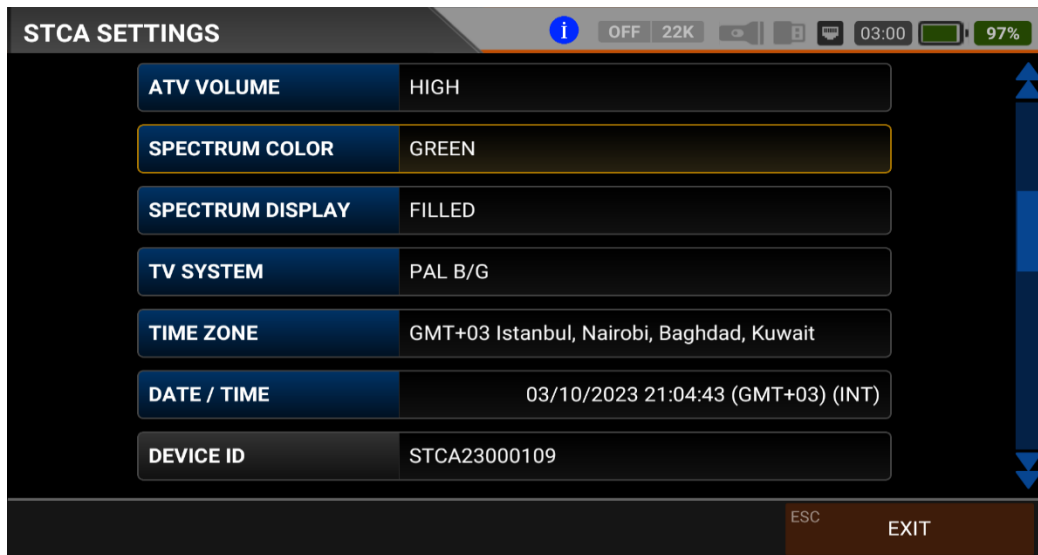 STCA SETTINGS
i OFF 22K 03:00 97%
ATV VOLUME HIGH
SPECTRUM COLOR GREEN
SPECTRUM DISPLAY FILLED
TV SYSTEM PAL B/G
TIME ZONE GMT+03 Istanbul, Nairobi, Baghdad, Kuwait
DATE / TIME 03/10/2023 21:04:43 (GMT+03) (INT)
DEVICE ID STCA23000109
ESC EXIT